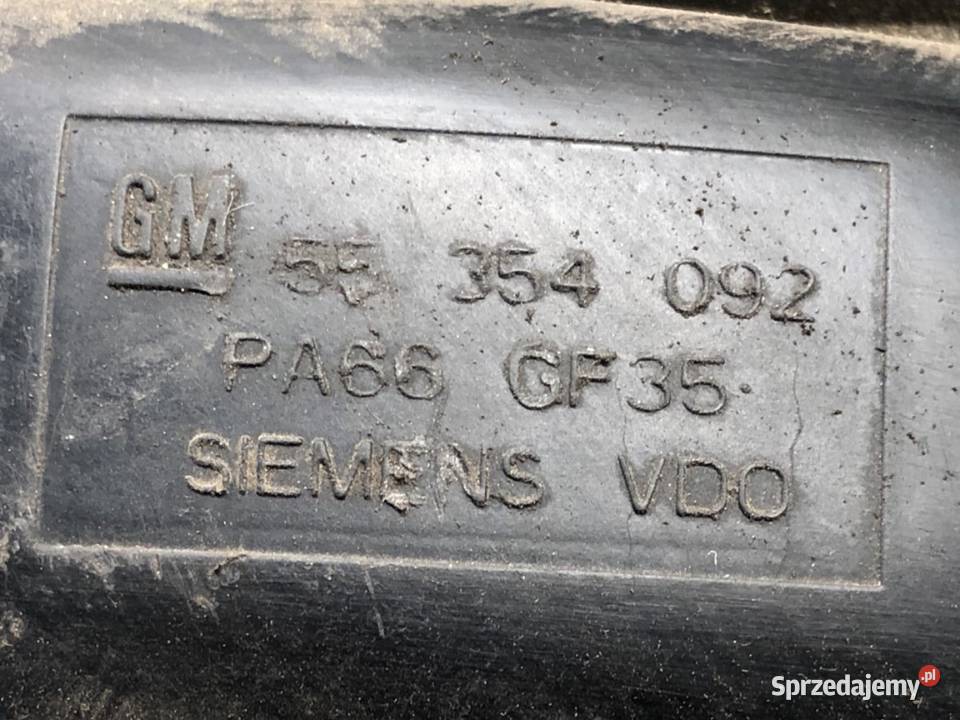 GM 55 354 092
PA66 GF35
SIEMENS VDO
Sprzedajemy.pl